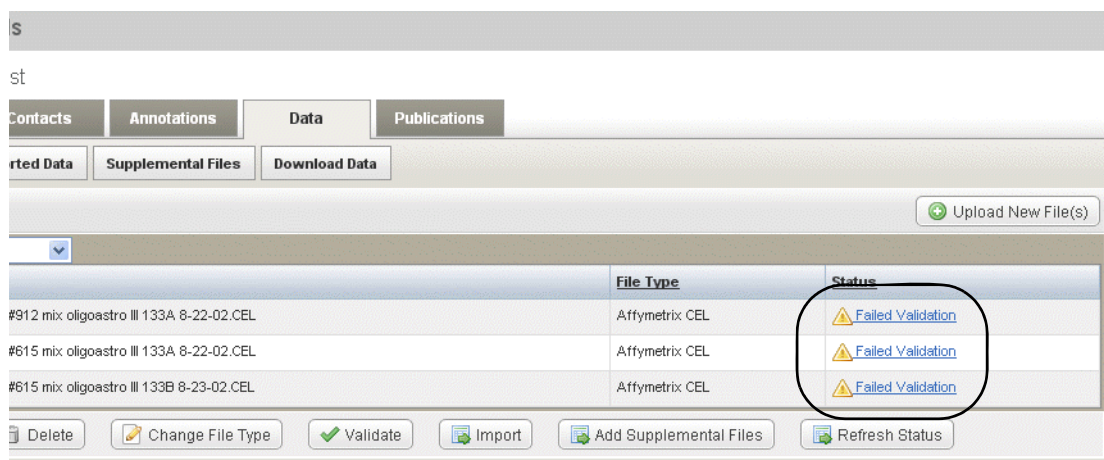 ls
st
Contacts Annotations Data Publications
rted Data Supplemental Files Download Data
Upload New File(s)
File Type Status
#912 mix oligoastro III 133A 8-22-02.CEL Affymetrix CEL Failed Validation
#615 mix oligoastro III 133A 8-22-02.CEL Affymetrix CEL Failed Validation
#615 mix oligoastro III 133B 8-23-02.CEL Affymetrix CEL Failed Validation
Delete Change File Type Validate Import Add Supplemental Files Refresh Status